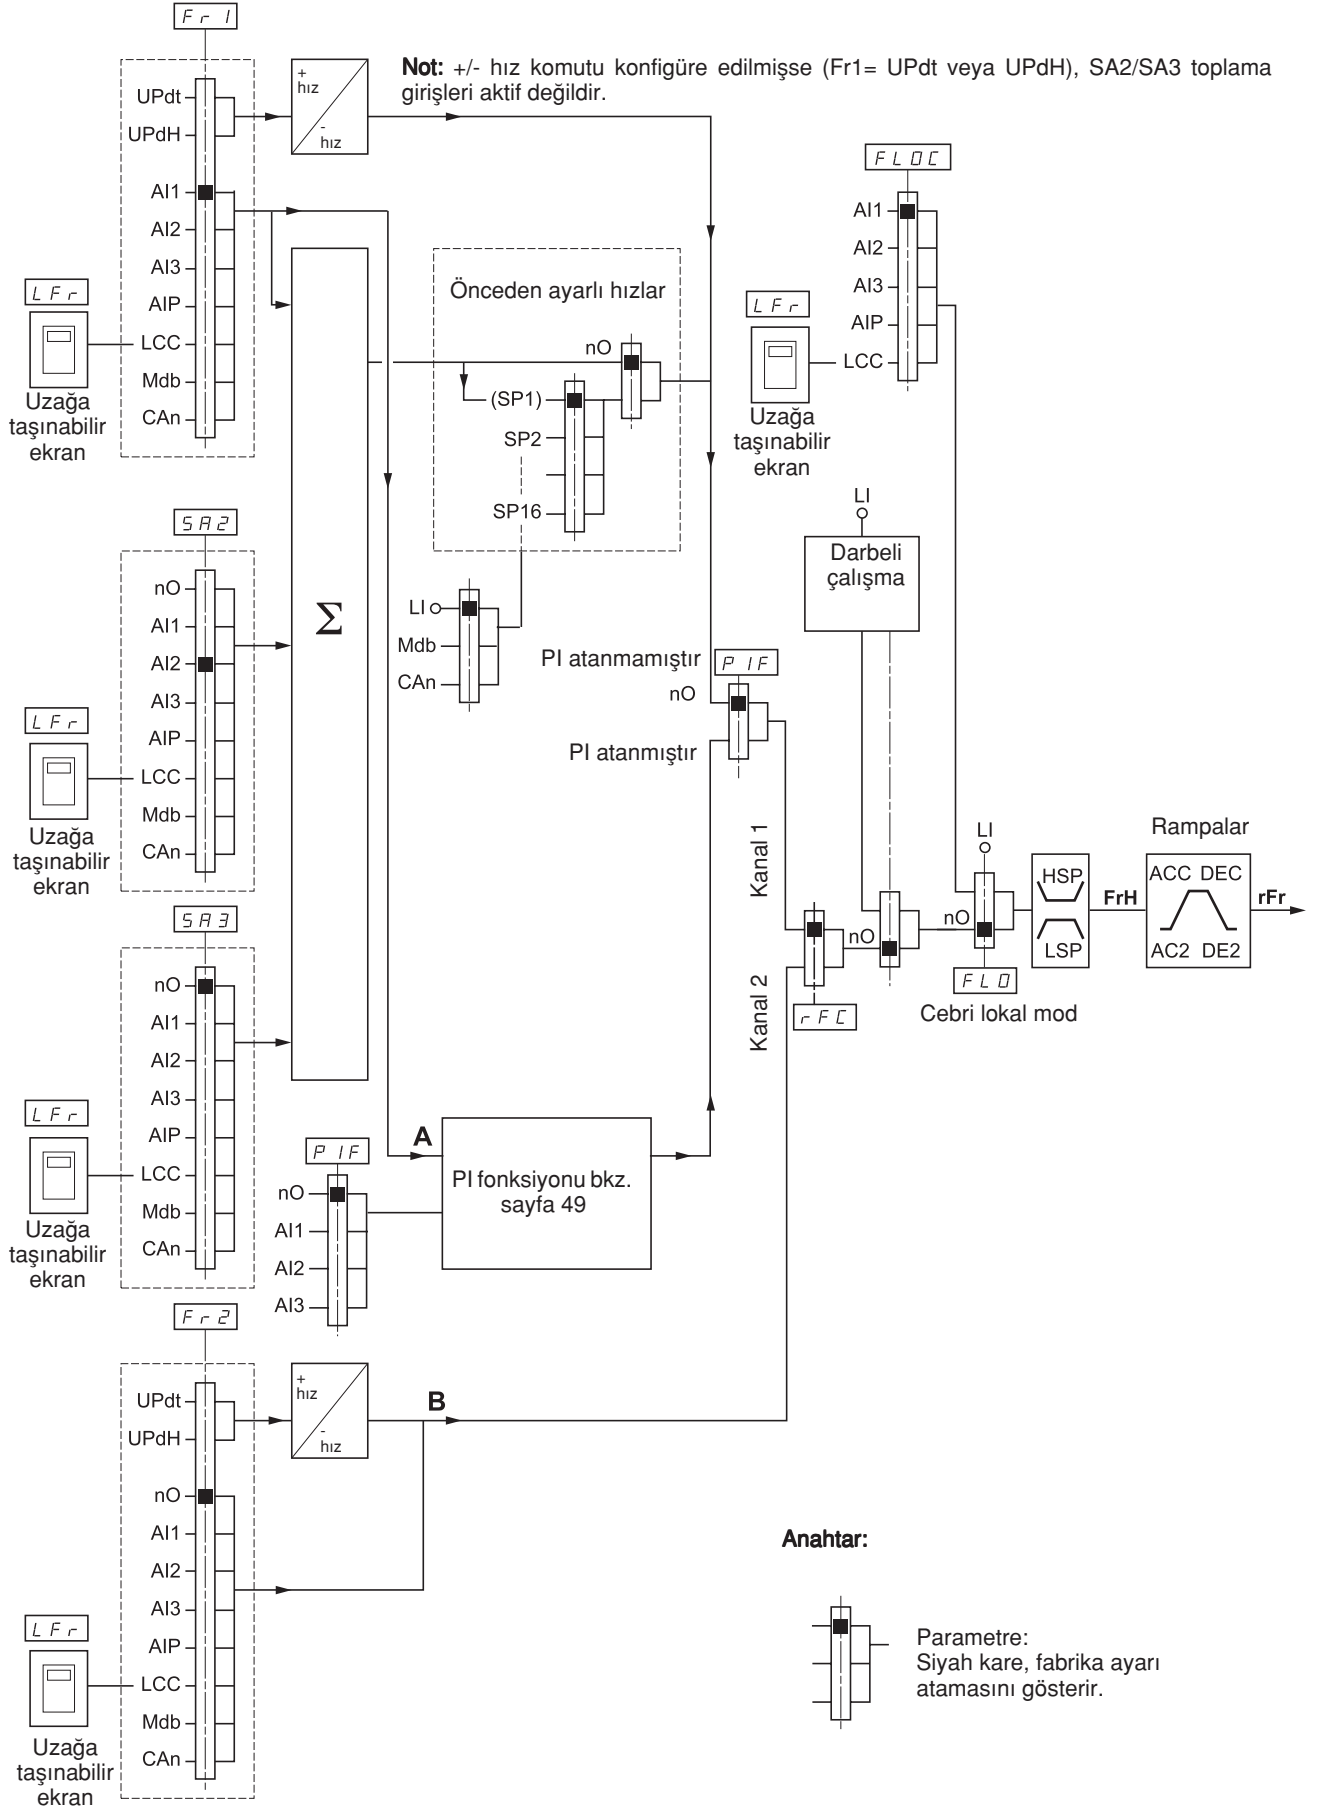 Fr1
Not: +/- hız komutu konfigüre edilmişse (Fr1= UPdt veya UPdH), SA2/SA3 toplama
girişleri aktif değildir.
UPdt
UPdH
+
hız
-
hız
AI1
AI2
AI3
AIP
LCC
Mdb
CAn
LFr
Uzağa
taşınabilir
ekran
Önceden ayarlı hızlar
nO
(SP1)
SP2
SP16
LI
Mdb
CAn
FLOC
AI1
AI2
AI3
AIP
LCC
LFr
Uzağa
taşınabilir
ekran
SA2
nO
AI1
AI2
AI3
AIP
LCC
Mdb
CAn
LFr
Uzağa
taşınabilir
ekran
Σ
LI
Darbeli
çalışma
PI atanmamıştır
PIF
nO
PI atanmıştır
Kanal 1
Kanal 2
rFC
nO
nO
LI
FLO
Cebri lokal mod
HSP
LSP
FrH
Rampalar
ACC DEC
AC2 DE2
rFr
SA3
nO
AI1
AI2
AI3
AIP
LCC
Mdb
CAn
LFr
Uzağa
taşınabilir
ekran
A
PIF
nO
AI1
AI2
AI3
PI fonksiyonu bkz.
sayfa 49
Fr2
UPdt
UPdH
+
hız
-
hız
B
nO
AI1
AI2
AI3
AIP
LCC
Mdb
CAn
LFr
Uzağa
taşınabilir
ekran
Anahtar:
Parametre:
Siyah kare, fabrika ayarı
atamasını gösterir.